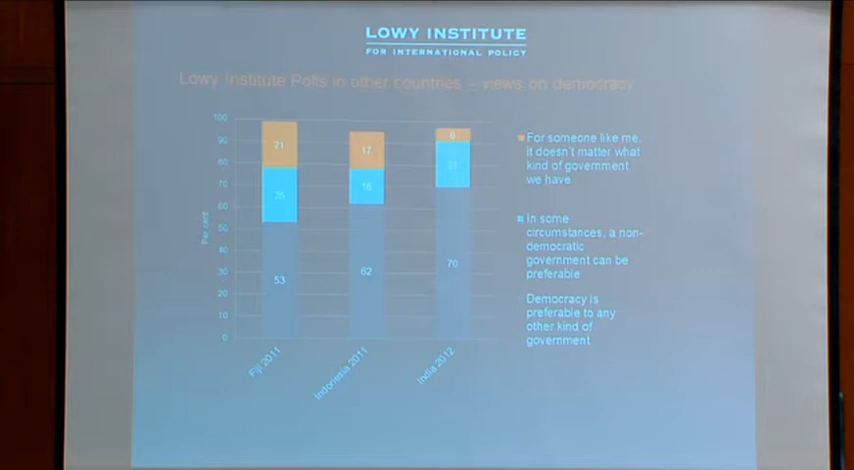 LOWY INSTITUTE
FOR INTERNATIONAL POLICY
Lowy Institute Polls in other countries – views on democracy
100
90
80
70
60
50
40
30
20
10
0
Per cent
21
25
53
17
16
62
6
21
70
Fiji 2011
Indonesia 2011
India 2012
For someone like me,
it doesn't matter what
kind of government
we have
In some
circumstances, a non-
democratic
government can be
preferable
Democracy is
preferable to any
other kind of
government